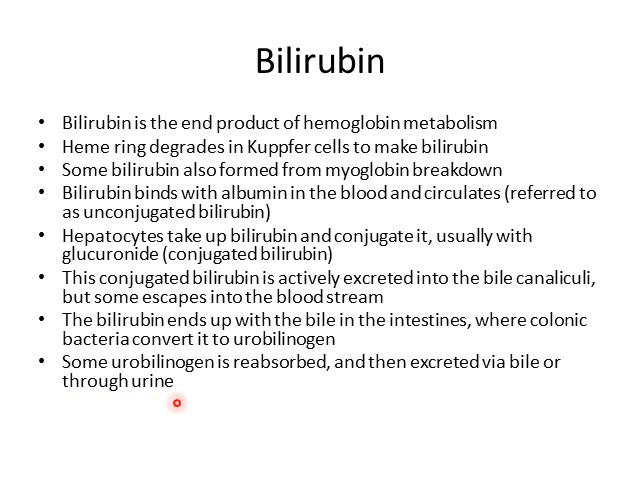 Bilirubin
• Bilirubin is the end product of hemoglobin metabolism
• Heme ring degrades in Kuppfer cells to make bilirubin
• Some bilirubin also formed from myoglobin breakdown
• Bilirubin binds with albumin in the blood and circulates (referred to
as unconjugated bilirubin)
• Hepatocytes take up bilirubin and conjugate it, usually with
glucuronide (conjugated bilirubin)
• This conjugated bilirubin is actively excreted into the bile canaliculi,
but some escapes into the blood stream
• The bilirubin ends up with the bile in the intestines, where colonic
bacteria convert it to urobilinogen
• Some urobilinogen is reabsorbed, and then excreted via bile or
through urine